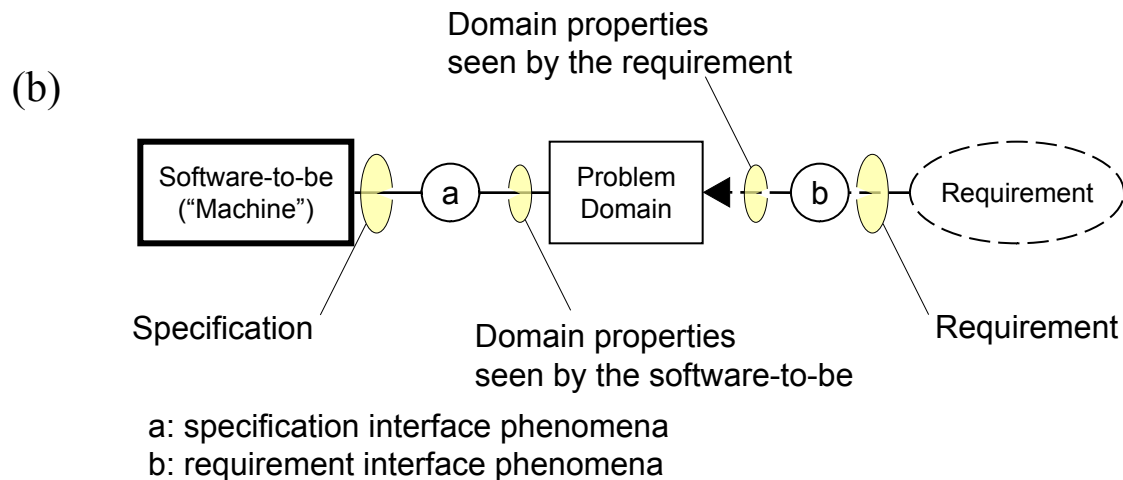 (b)
Domain properties
seen by the requirement
Software-to-be
(“Machine”)
a
Problem
Domain
b
Requirement
Specification
Domain properties
seen by the software-to-be
Requirement
a: specification interface phenomena
b: requirement interface phenomena